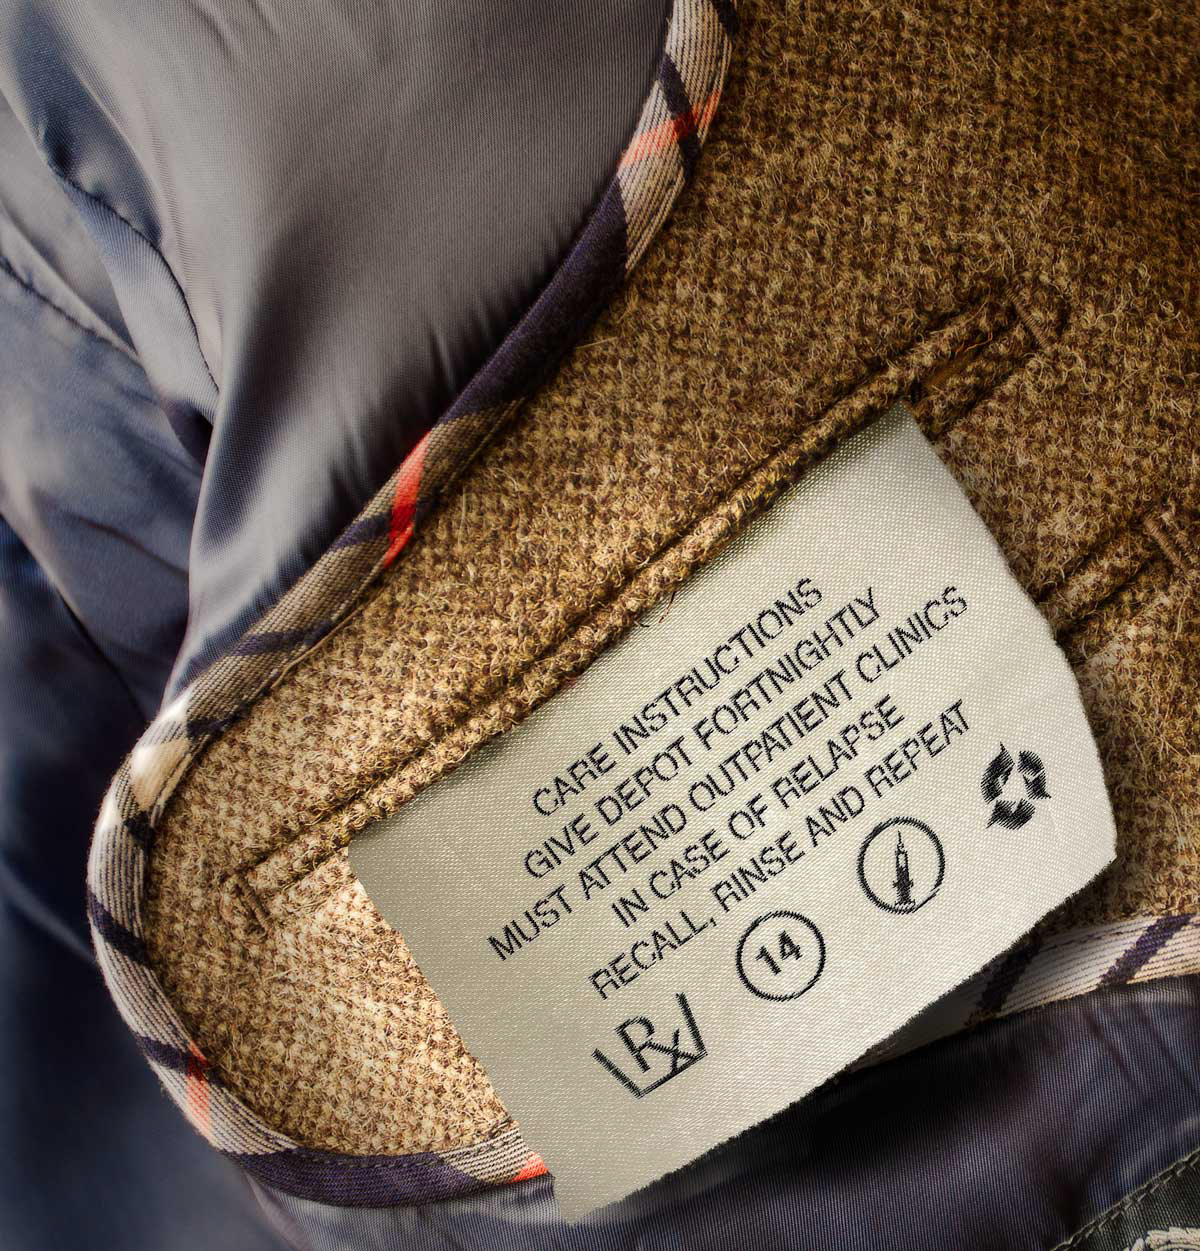 CARE INSTRUCTIONS
GIVE DEPOT FORTNIGHTLY
MUST ATTEND OUTPATIENT CLINICS
IN CASE OF RELAPSE
RECALL, RINSE AND REPEAT
Rx 14